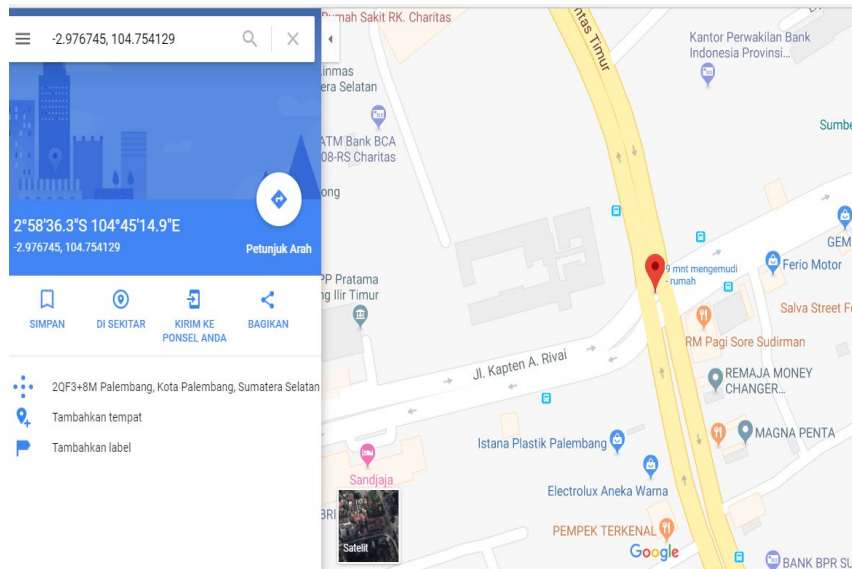 -2.976745, 104.754129
2°58'36.3"S 104°45'14.9"E
-2.976745, 104.754129
Petunjuk Arah
SIMPAN
DI SEKITAR
KIRIM KE
PONSEL ANDA
BAGIKAN
2QF3+8M Palembang, Kota Palembang, Sumatera Selatan
Tambahkan tempat
Tambahkan label
Rumah Sakit RK. Charitas
inmas
era Selatan
ATM Bank BCA
08-RS Charitas
ong
PP Pratama
ng Ilir Timur
ntas Timur
Kantor Perwakilan Bank
Indonesia Provinsi...
Sumbe
GEM
Ferio Motor
9 mnt mengemudi
- rumah
Salva Street F
RM Pagi Sore Sudirman
Jl. Kapten A. Rivai
REMAJA MONEY
CHANGER...
MAGNA PENTA
Istana Plastik Palembang
Electrolux Aneka Warna
Sandjaja
BRI
Satelit
PEMPEK TERKENAL
Google
BANK BPR SU